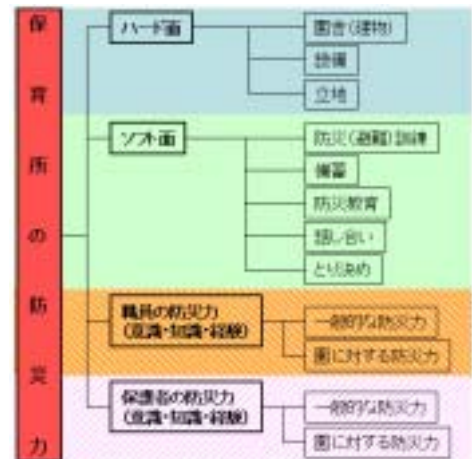 保育所の防災力
ハード面
園舎(建物)
設備
立地
ソフト面
防災(避難)訓練
備蓄
防災教育
話し合い
とり決め
職員の防災力
(意識・知識・経験)
一般的な防災力
園に対する防災力
保護者の防災力
(意識・知識・経験)
一般的な防災力
園に対する防災力